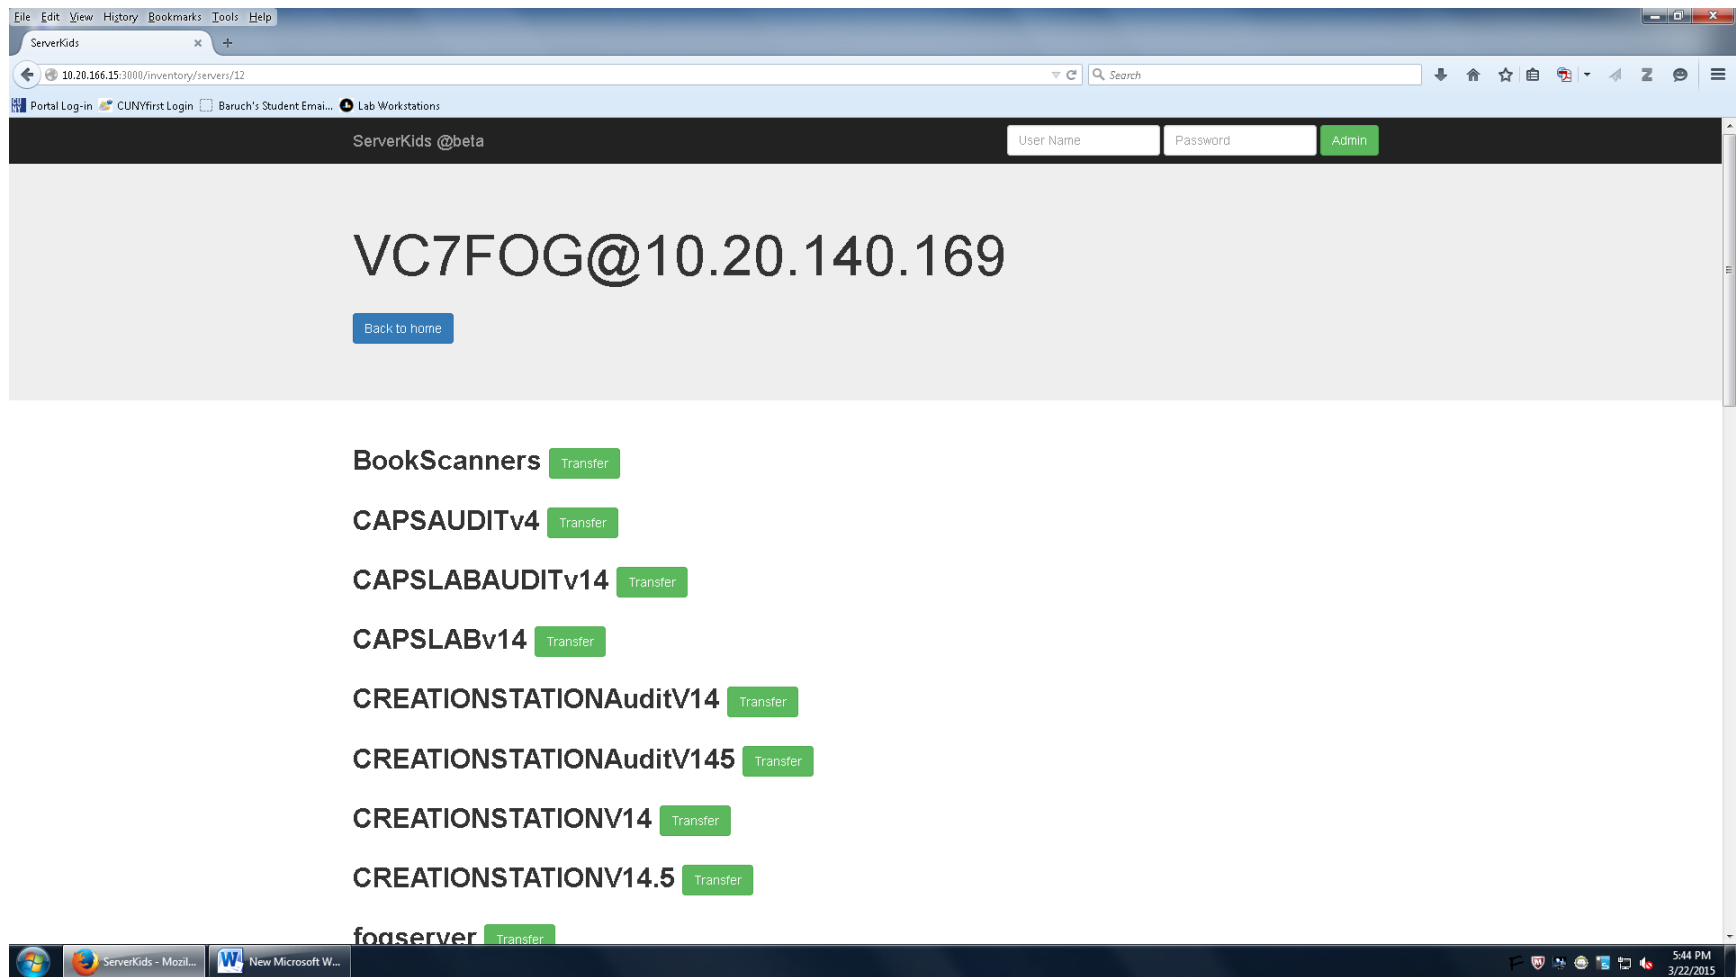 File Edit View History Bookmarks Tools Help
ServerKids
10.20.166.15:3000/inventory/servers/12
Search
Portal Log-in CUNYfirst Login Baruch's Student Emai... Lab Workstations
ServerKids @beta User Name Password Admin
VC7FOG@10.20.140.169
Back to home
BookScanners Transfer
CAPSAUDITv4 Transfer
CAPSLABAUDITv14 Transfer
CAPSLABv14 Transfer
CREATIONSTATIONAuditV14 Transfer
CREATIONSTATIONAuditV145 Transfer
CREATIONSTATIONV14 Transfer
CREATIONSTATIONV14.5 Transfer
fogserver Transfer
ServerKids - Mozil... New Microsoft W...
5:44 PM
3/22/2015